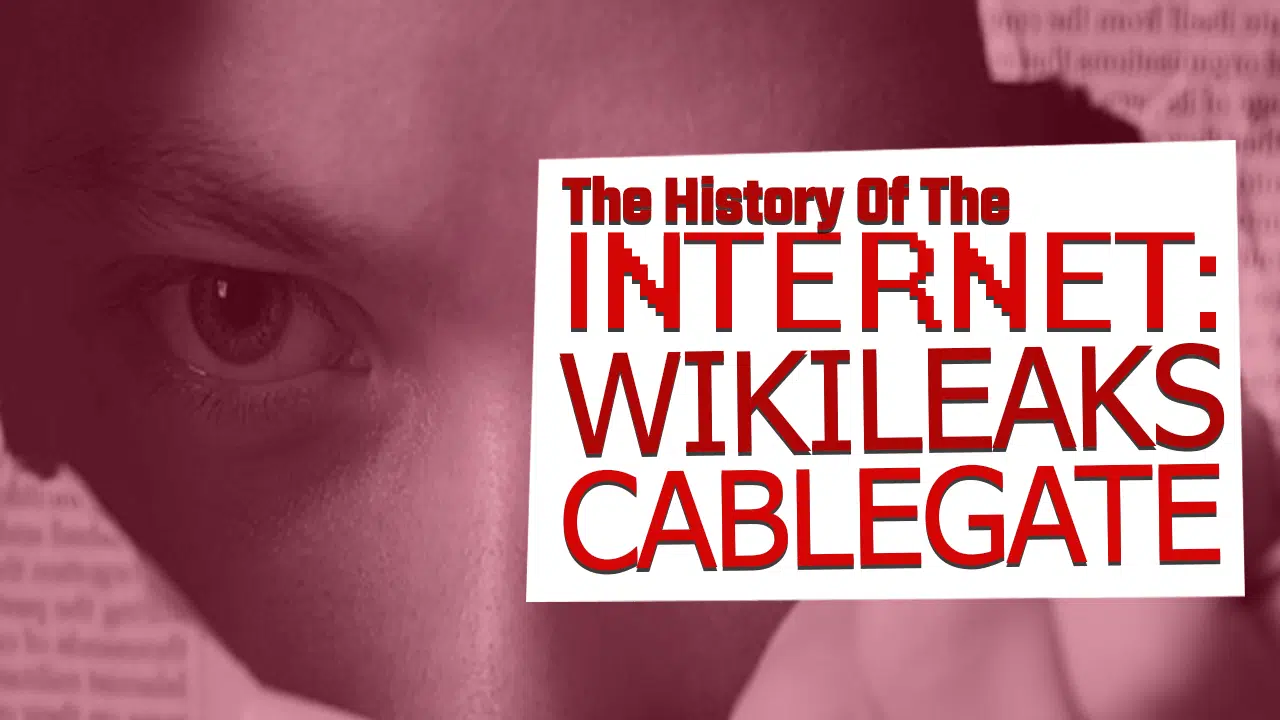 The History Of The
INTERNET:
WIKILEAKS
CABLEGATE